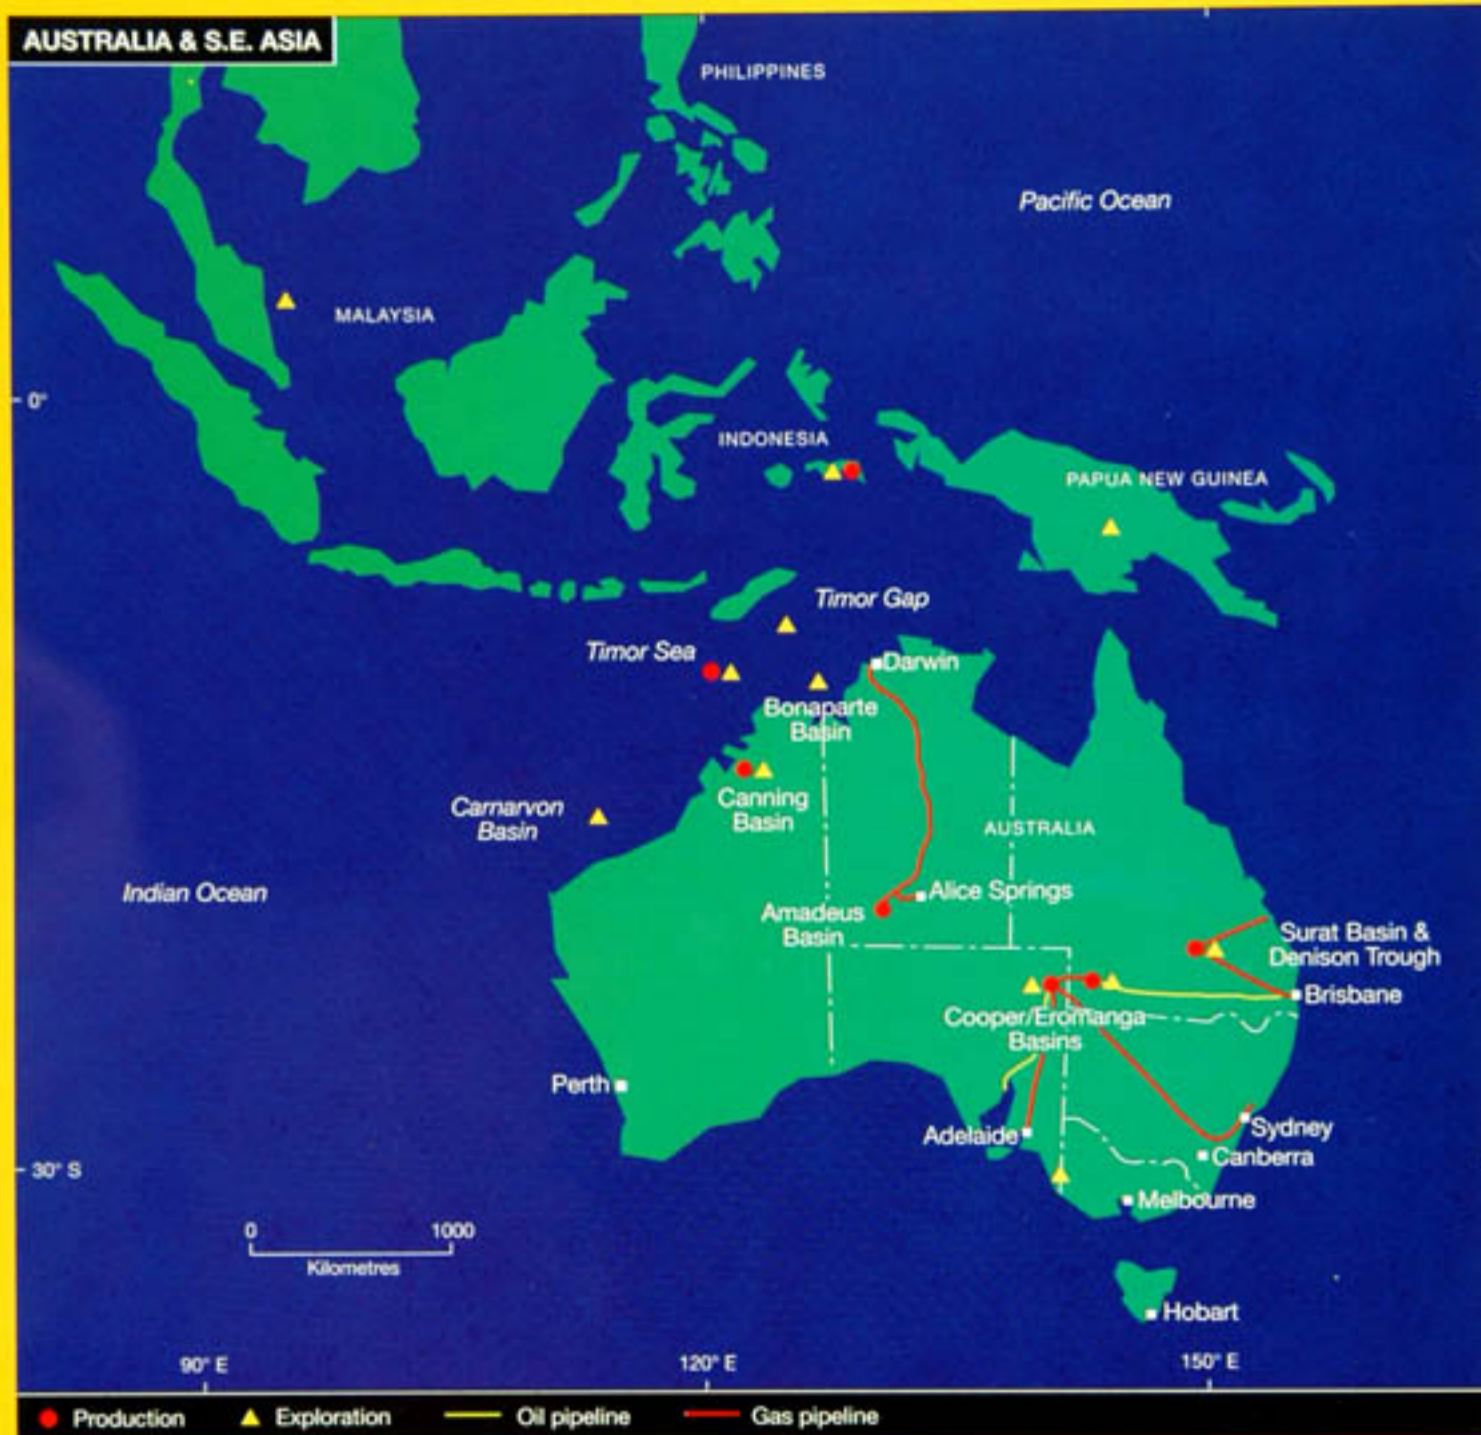 AUSTRALIA & S.E. ASIA
PHILIPPINES
Pacific Ocean
MALAYSIA
0°
INDONESIA
PAPUA NEW GUINEA
Timor Gap
Timor Sea
Darwin
Bonaparte
Basin
Canning
Basin
Carnarvon
Basin
AUSTRALIA
Indian Ocean
Alice Springs
Amadeus
Basin
Surat Basin &
Denison Trough
Brisbane
Cooper/Eromanga
Basins
Perth
Adelaide
Sydney
Canberra
30° S
Melbourne
0 1000
Kilometres
Hobart
90° E 120° E 150° E
Production Exploration Oil pipeline Gas pipeline